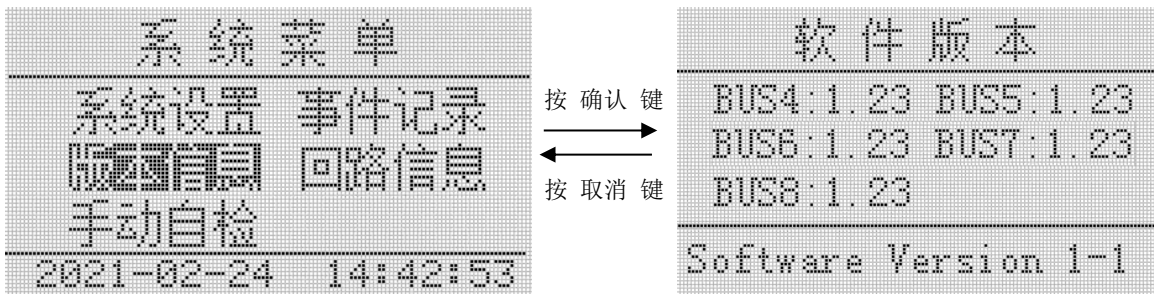 系统菜单
系统设置 事件记录
版本信息 回路信息
手动自检
2021-02-24 14:42:53
按 确认 键
按 取消 键
软件版本
BUS4:1.23 BUS5:1.23
BUS6:1.23 BUS7:1.23
BUS8:1.23
Software Version 1-1